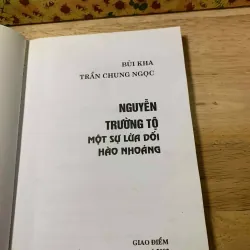 BÙI KHA
TRẦN CHUNG NGỌC
NGUYỄN
TRƯỜNG TỘ
MỘT SỰ LỪA DỐI
HÀO NHOÁNG
GIAO ĐIỂM